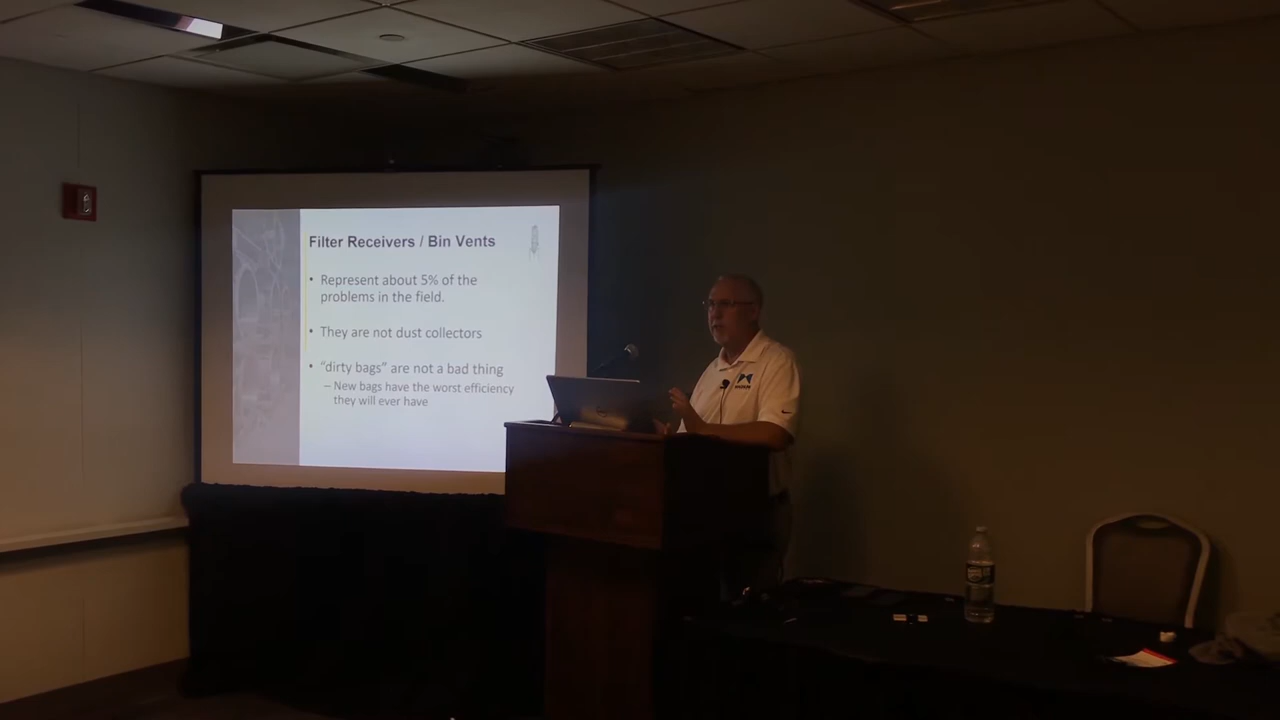 Filter Receivers / Bin Vents
• Represent about 5% of the
problems in the field.
• They are not dust collectors
• “dirty bags” are not a bad thing
– New bags have the worst efficiency
they will ever have